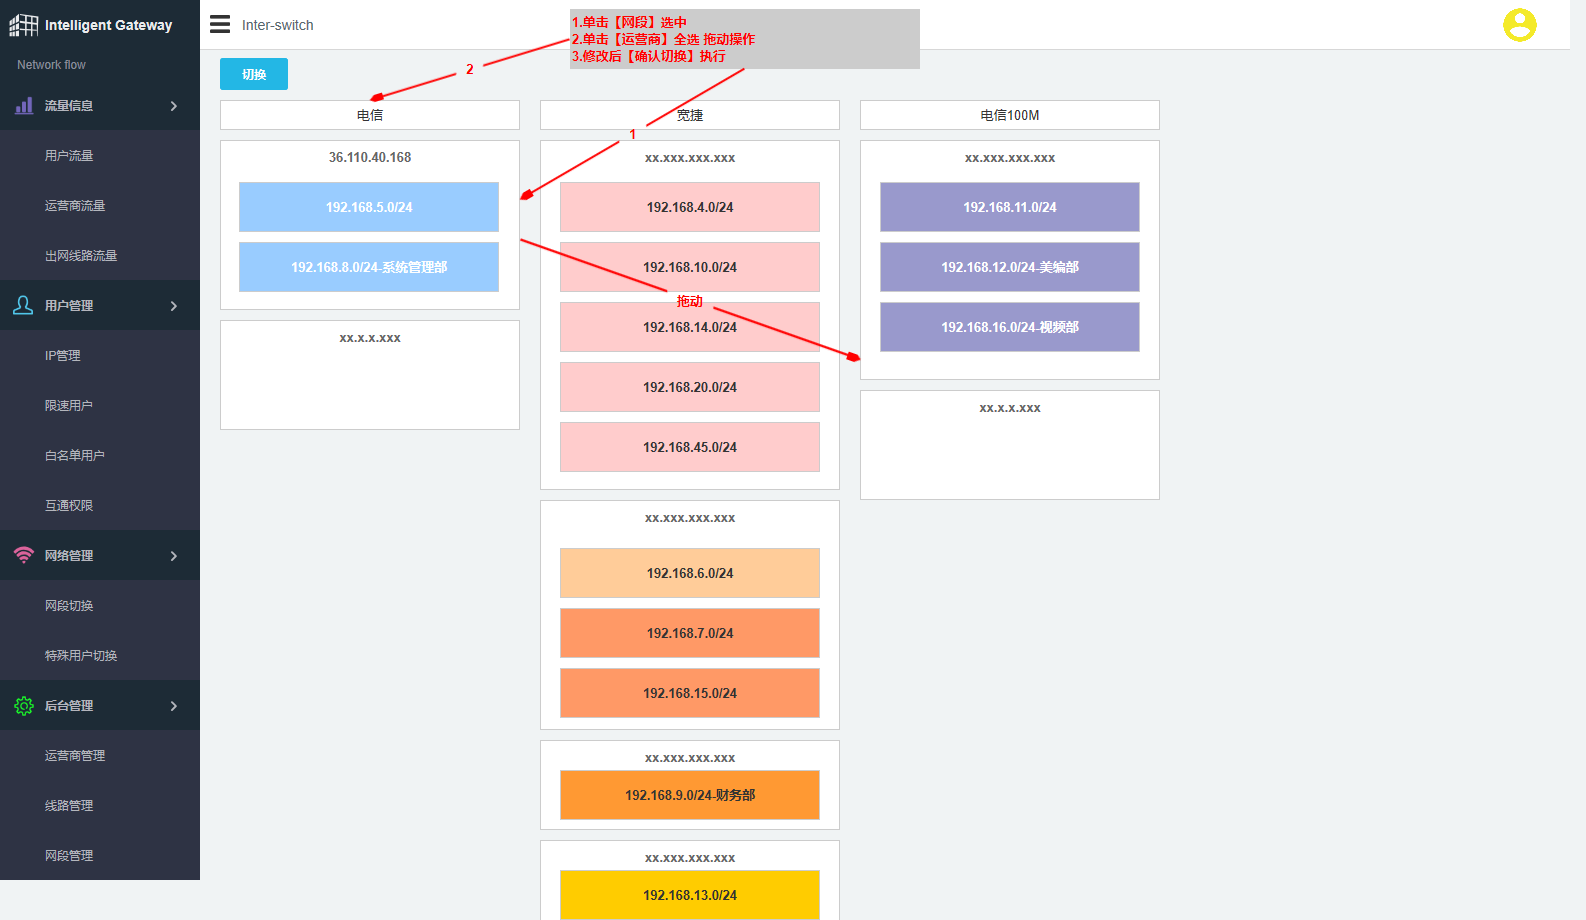 Intelligent Gateway
Network flow
流量信息
用户流量
运营商流量
出网线路流量
用户管理
IP管理
限速用户
白名单用户
互通权限
网络管理
网段切换
特殊用户切换
后台管理
运营商管理
线路管理
网段管理
Inter-switch
1.单击【网段】选中
2.单击【运营商】全选 拖动操作
3.修改后【确认切换】执行
切换
2
1
拖动
电信
36.110.40.168
192.168.5.0/24
192.168.8.0/24-系统管理部
xx.x.x.xxx
宽捷
xx.xxx.xxx.xxx
192.168.4.0/24
192.168.10.0/24
192.168.14.0/24
192.168.20.0/24
192.168.45.0/24
xx.xxx.xxx.xxx
192.168.6.0/24
192.168.7.0/24
192.168.15.0/24
xx.xxx.xxx.xxx
192.168.9.0/24-财务部
xx.xxx.xxx.xxx
192.168.13.0/24
电信100M
xx.xxx.xxx.xxx
192.168.11.0/24
192.168.12.0/24-美编部
192.168.16.0/24-视频部
xx.x.x.xxx